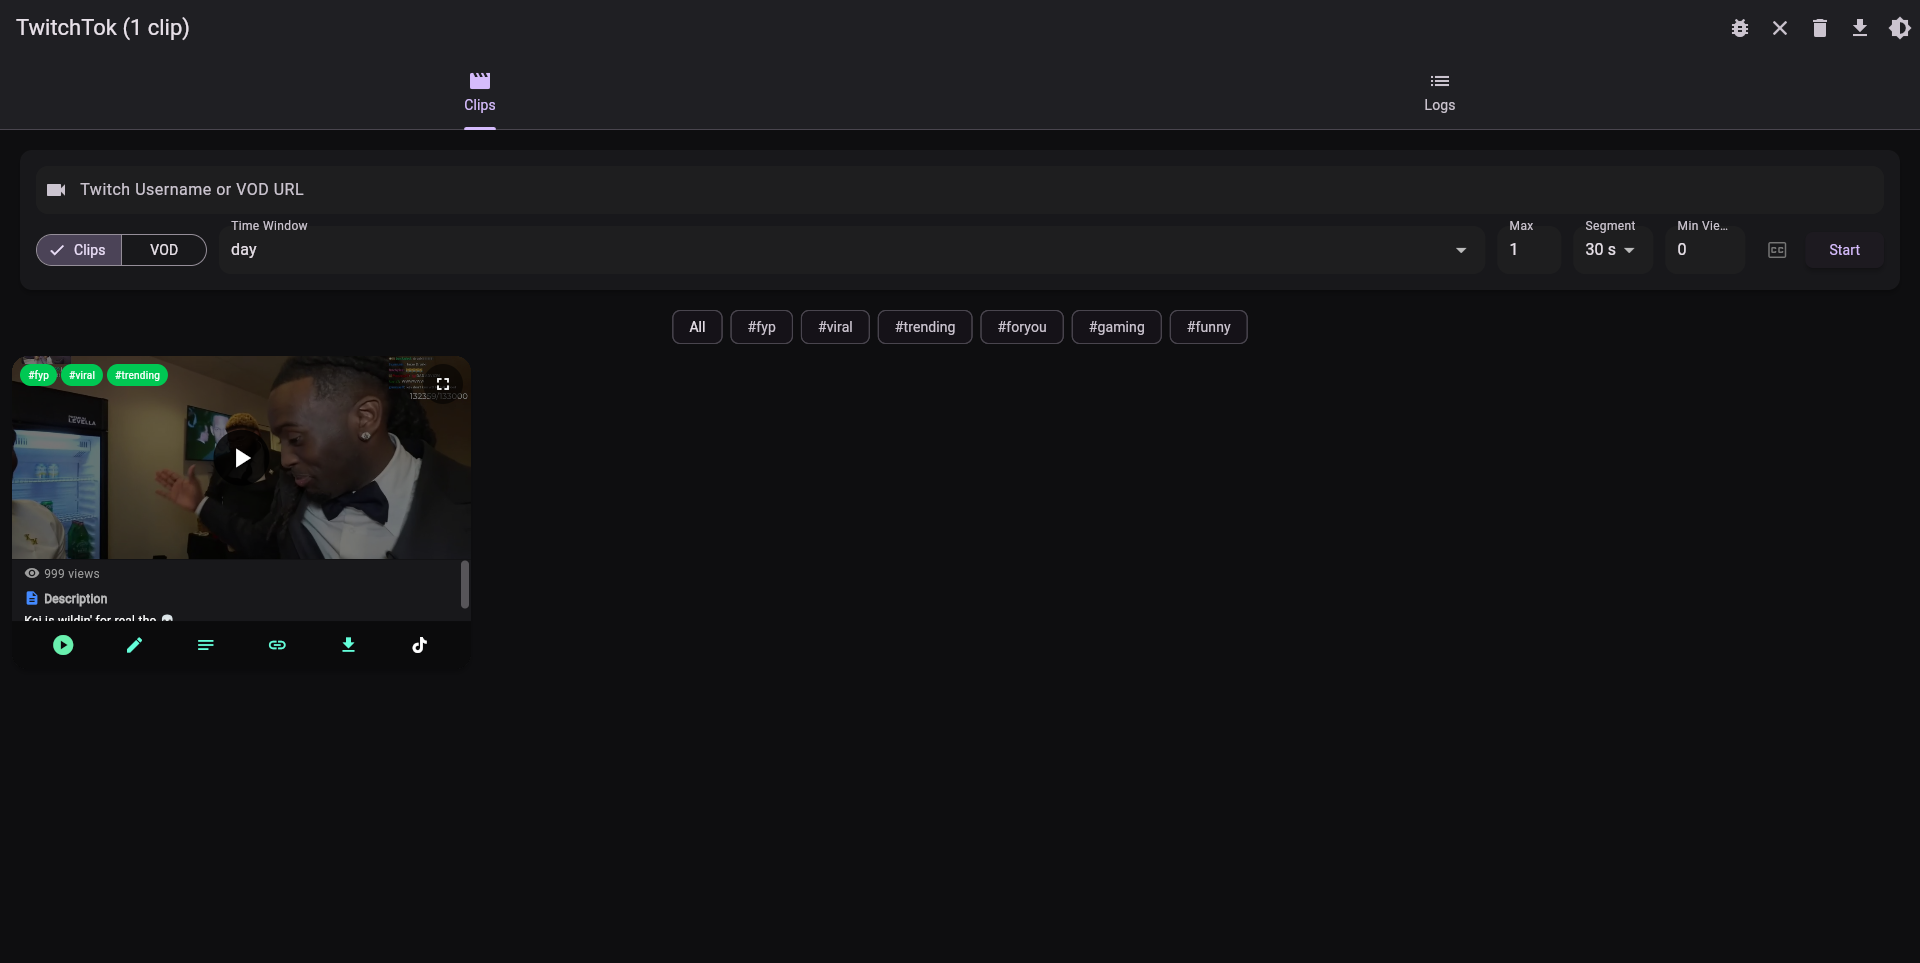 TwitchTok (1 clip)
Clips
Logs
Twitch Username or VOD URL
Clips
VOD
Time Window
day
Max
1
Segment
30 s
Min Vie...
0
CC
Start
All
#fyp
#viral
#trending
#foryou
#gaming
#funny
#fyp
#viral
#trending
LEVELLA
999 views
Description
Kai is wildin' for real tho 💀